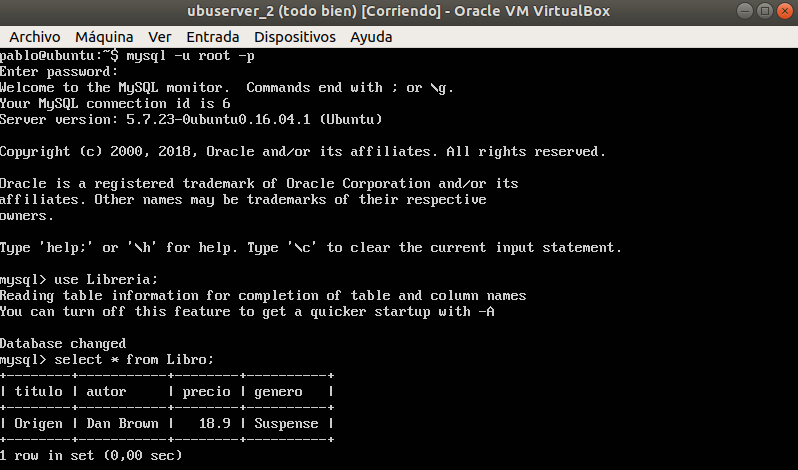 ubuserver_2 (todo bien) [Corriendo] - Oracle VM VirtualBox
Archivo Máquina Ver Entrada Dispositivos Ayuda
pablo@ubuntu:~$ mysql -u root -p
Enter password:
Welcome to the MySQL monitor.  Commands end with ; or \g.
Your MySQL connection id is 6
Server version: 5.7.23-0ubuntu0.16.04.1 (Ubuntu)
Copyright (c) 2000, 2018, Oracle and/or its affiliates. All rights reserved.
Oracle is a registered trademark of Oracle Corporation and/or its
affiliates. Other names may be trademarks of their respective
owners.
Type 'help;' or '\h' for help. Type '\c' to clear the current input statement.
mysql> use Libreria;
Reading table information for completion of table and column names
You can turn off this feature to get a quicker startup with -A
Database changed
mysql> select * from Libro;
+--------+-----------+--------+----------+
| titulo | autor     | precio | genero   |
+--------+-----------+--------+----------+
| Origen | Dan Brown |   18.9 | Suspense |
+--------+-----------+--------+----------+
1 row in set (0,00 sec)